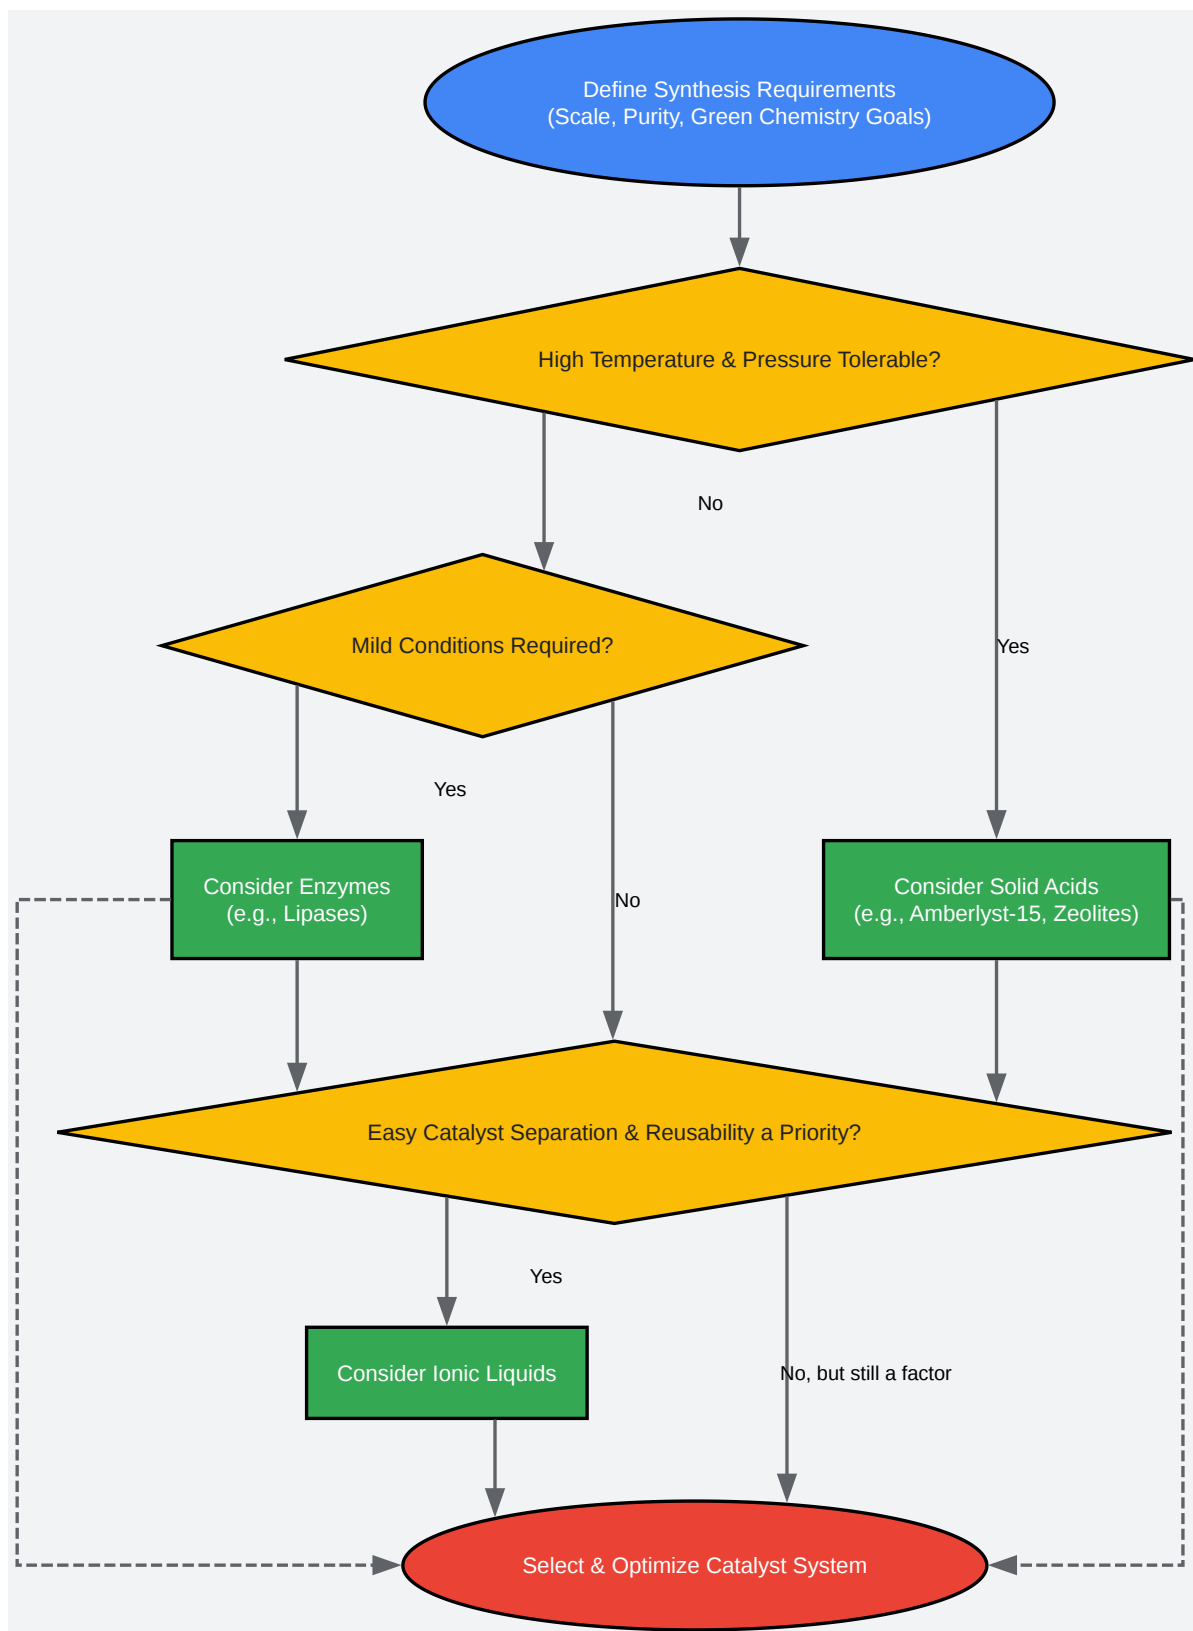 Define Synthesis Requirements
(Scale, Purity, Green Chemistry Goals)
High Temperature & Pressure Tolerable?
No
Mild Conditions Required?
Yes
Yes
Consider Enzymes
(e.g., Lipases)
No
Consider Solid Acids
(e.g., Amberlyst-15, Zeolites)
Easy Catalyst Separation & Reusability a Priority?
Yes
Consider Ionic Liquids
No, but still a factor
Select & Optimize Catalyst System